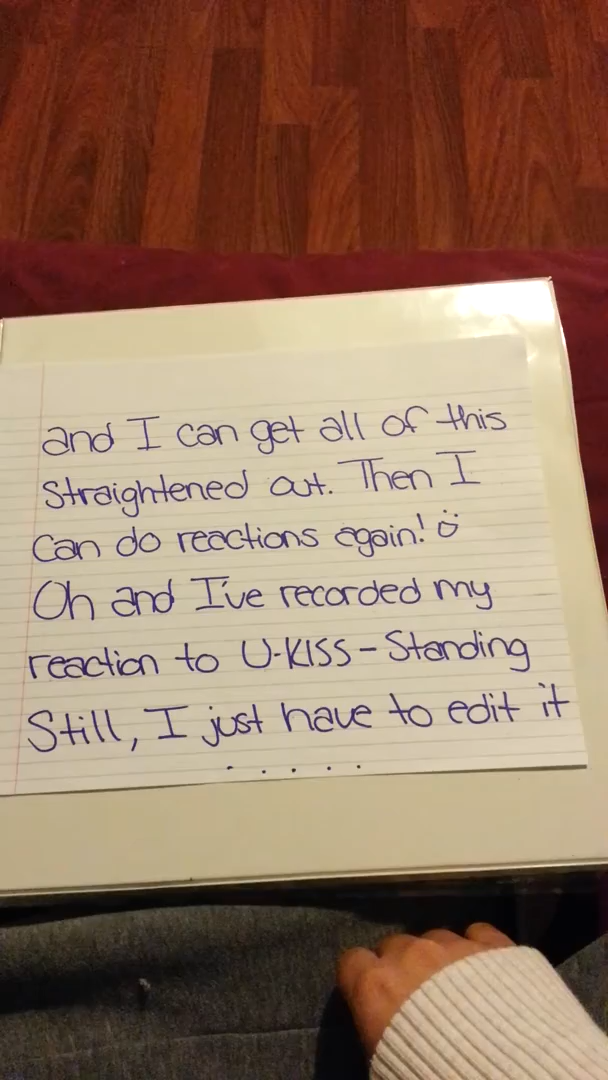 and I can get all of this
straightened out. Then I
can do reactions again! ☺
Oh and I've recorded my
reaction to U-KISS - Standing
Still, I just have to edit it
. . . . .